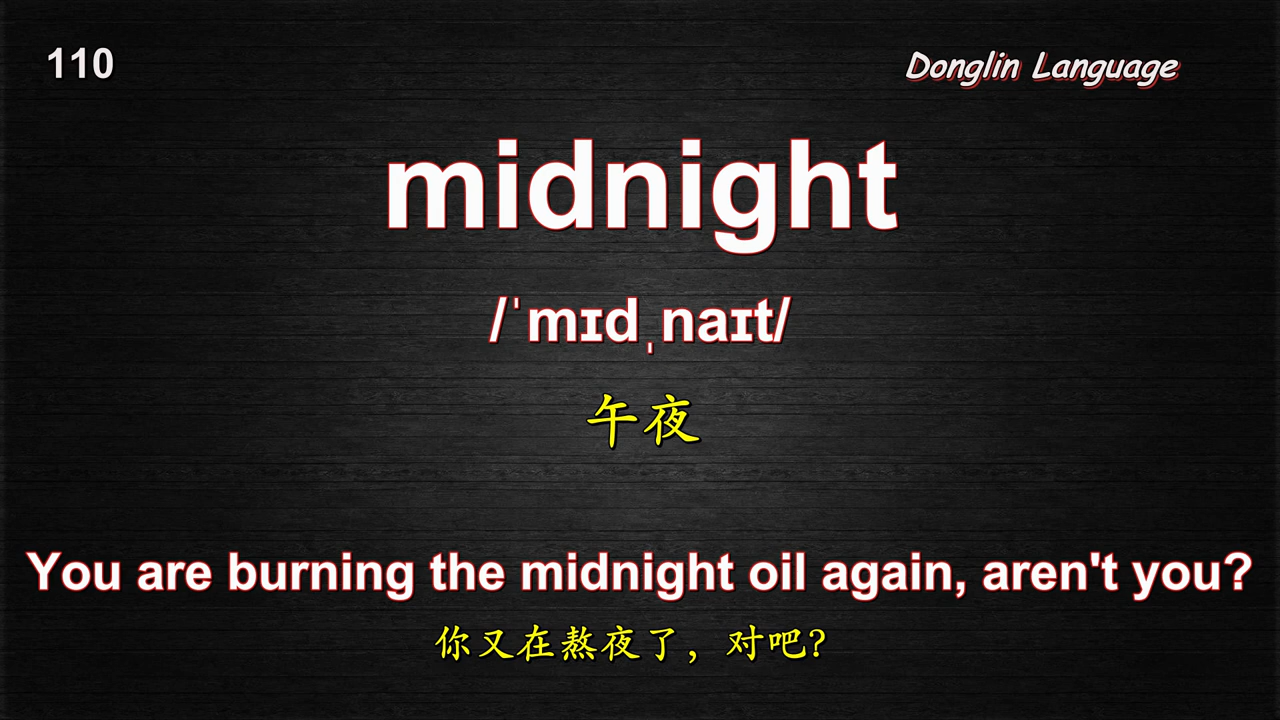 110
Donglin Language
midnight
/ˈmɪdˌnaɪt/
午夜
You are burning the midnight oil again, aren't you?
你又在熬夜了，对吧？